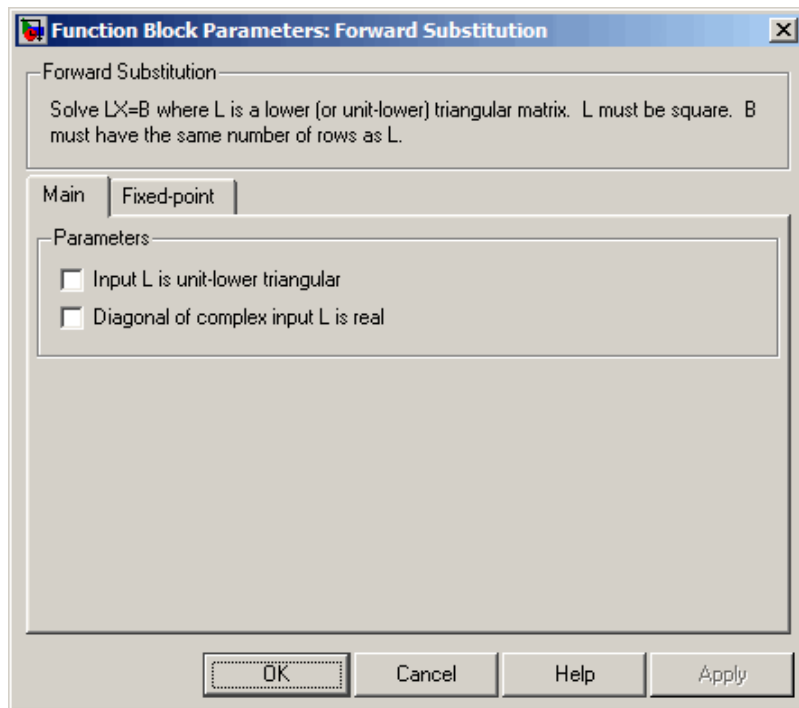 Function Block Parameters: Forward Substitution
Forward Substitution
Solve LX=B where L is a lower (or unit-lower) triangular matrix. L must be square. B
must have the same number of rows as L.
Main Fixed-point
Parameters
Input L is unit-lower triangular
Diagonal of complex input L is real
OK Cancel Help Apply